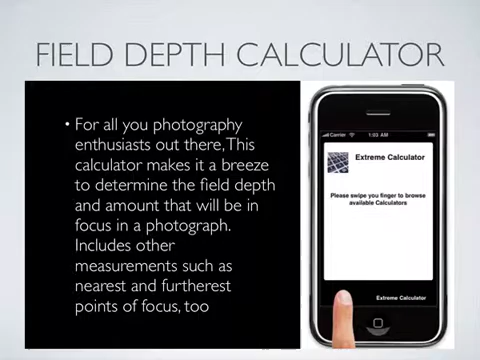 FIELD DEPTH CALCULATOR
• For all you photography
enthusiasts out there, This
calculator makes it a breeze
to determine the field depth
and amount that will be in
focus in a photograph.
Includes other
measurements such as
nearest and furtherest
points of focus, too
Carrier 1:03 AM
Extreme Calculator
Please swipe you finger to browse
available Calculators
Extreme Calculator